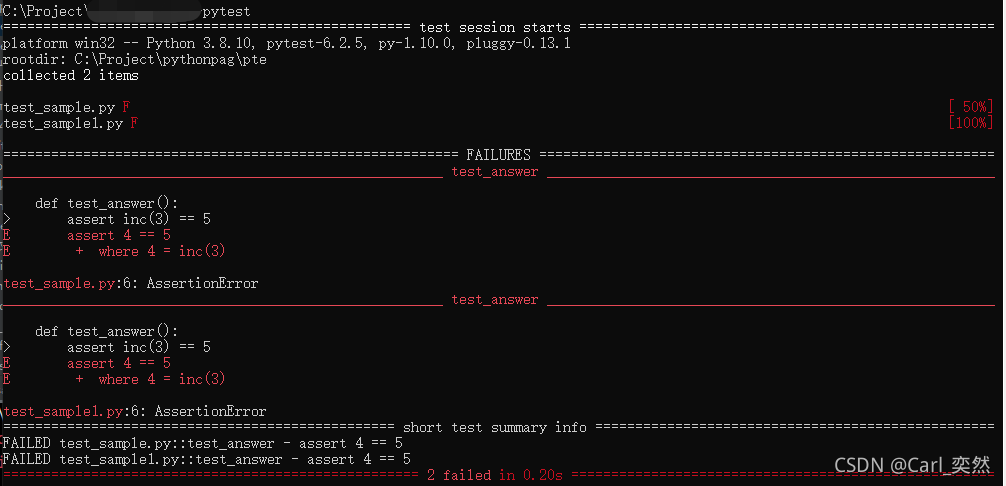 C:\Project\ pytest
============================= test session starts =============================
platform win32 -- Python 3.8.10, pytest-6.2.5, py-1.10.0, pluggy-0.13.1
rootdir: C:\Project\pythonpag\pte
collected 2 items
test_sample.py F [ 50%]
test_sample1.py F [100%]
================================== FAILURES ===================================
_________________________________ test_answer _________________________________
def test_answer():
> assert inc(3) == 5
E assert 4 == 5
E + where 4 = inc(3)
test_sample.py:6: AssertionError
_________________________________ test_answer _________________________________
def test_answer():
> assert inc(3) == 5
E assert 4 == 5
E + where 4 = inc(3)
test_sample1.py:6: AssertionError
=========================== short test summary info ===========================
FAILED test_sample.py::test_answer - assert 4 == 5
FAILED test_sample1.py::test_answer - assert 4 == 5
============================== 2 failed in 0.20s ==============================
CSDN @Carl_奕然